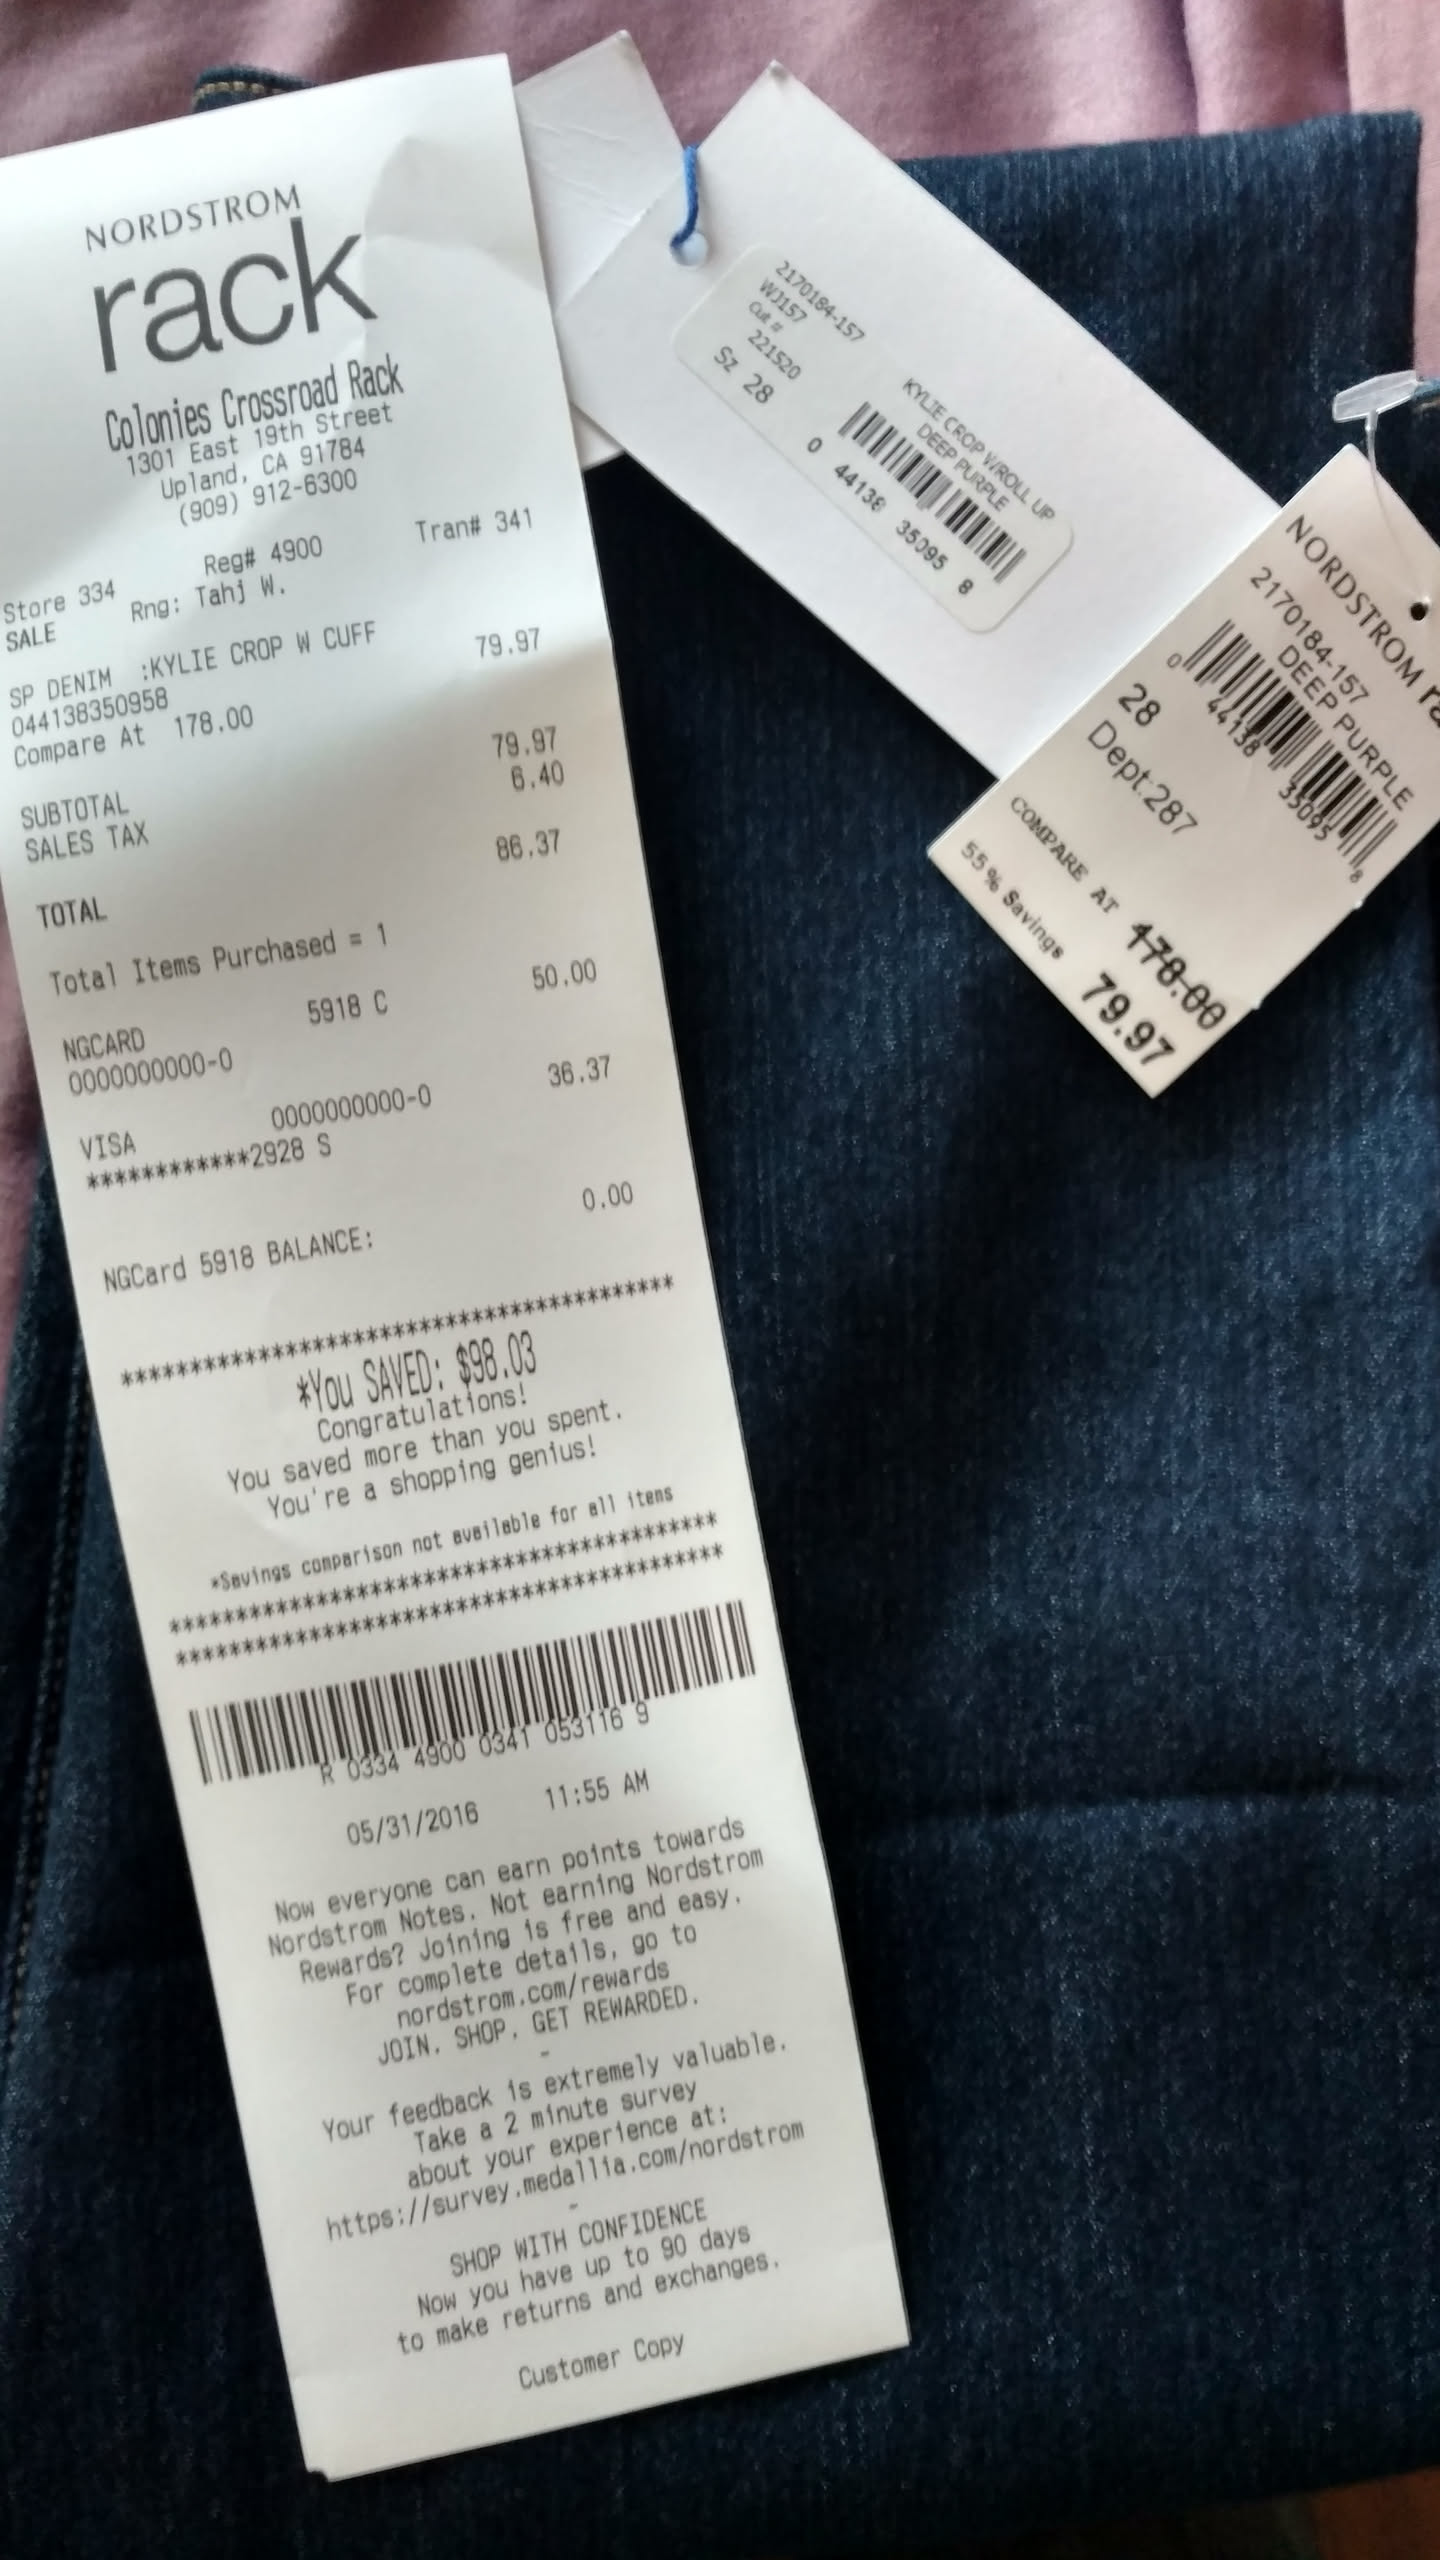 NORDSTROM
rack
Colonies Crossroad Rack
1301 East 19th Street
Upland, CA 91784
(909) 912-6300
Store 334 Reg# 4900 Tran# 341
SALE Rng: Tahj W.
SP DENIM :KYLIE CROP W CUFF 79.97
044138350958
Compare At 178.00
SUBTOTAL 79.97
SALES TAX 6.40
TOTAL 86.37
Total Items Purchased = 1
NGCARD 5918 C 50.00
0000000000-0
VISA 0000000000-0 36.37
************2928 S
NGCard 5918 BALANCE: 0.00
*****************************************
*You SAVED: $98.03
Congratulations!
You saved more than you spent.
You're a shopping genius!
*Savings comparison not available for all items
*****************************************
*****************************************
R 0334 4900 0341 053116 9
05/31/2016 11:55 AM
Now everyone can earn points towards
Nordstrom Notes. Not earning Nordstrom
Rewards? Joining is free and easy.
For complete details, go to
nordstrom.com/rewards
JOIN. SHOP. GET REWARDED.
-
Your feedback is extremely valuable.
Take a 2 minute survey
about your experience at:
https://survey.medallia.com/nordstrom
-
SHOP WITH CONFIDENCE
Now you have up to 90 days
to make returns and exchanges.
Customer Copy
2170184-157
WJ157
Cut #
221520
Sz 28
KYLIE CROP W/ROLL UP
DEEP PURPLE
0 44138 35095 8
NORDSTROM ra
2170184-157
DEEP PURPLE
0 44138 35095 8
28
Dept:287
COMPARE AT 178.00
55% Savings 79.97